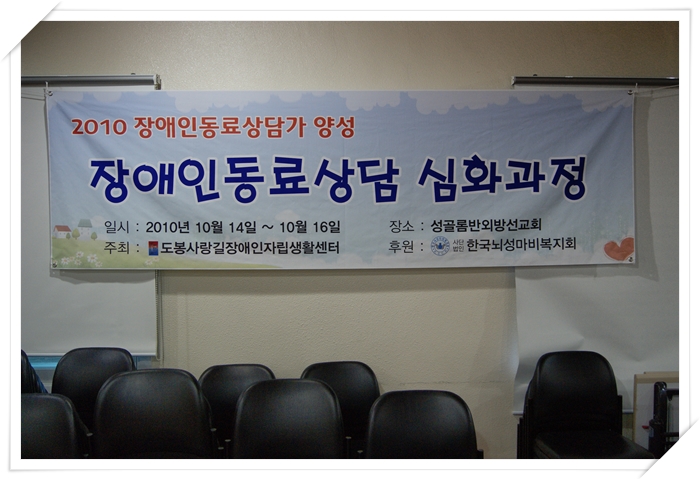 2010 장애인동료상담가 양성
장애인동료상담 심화과정
일시 : 2010년 10월 14일 ~ 10월 16일 장소 : 성골롬반외방선교회
주최 : 도봉사랑길장애인자립생활센터 후원 : 사단법인 한국뇌성마비복지회